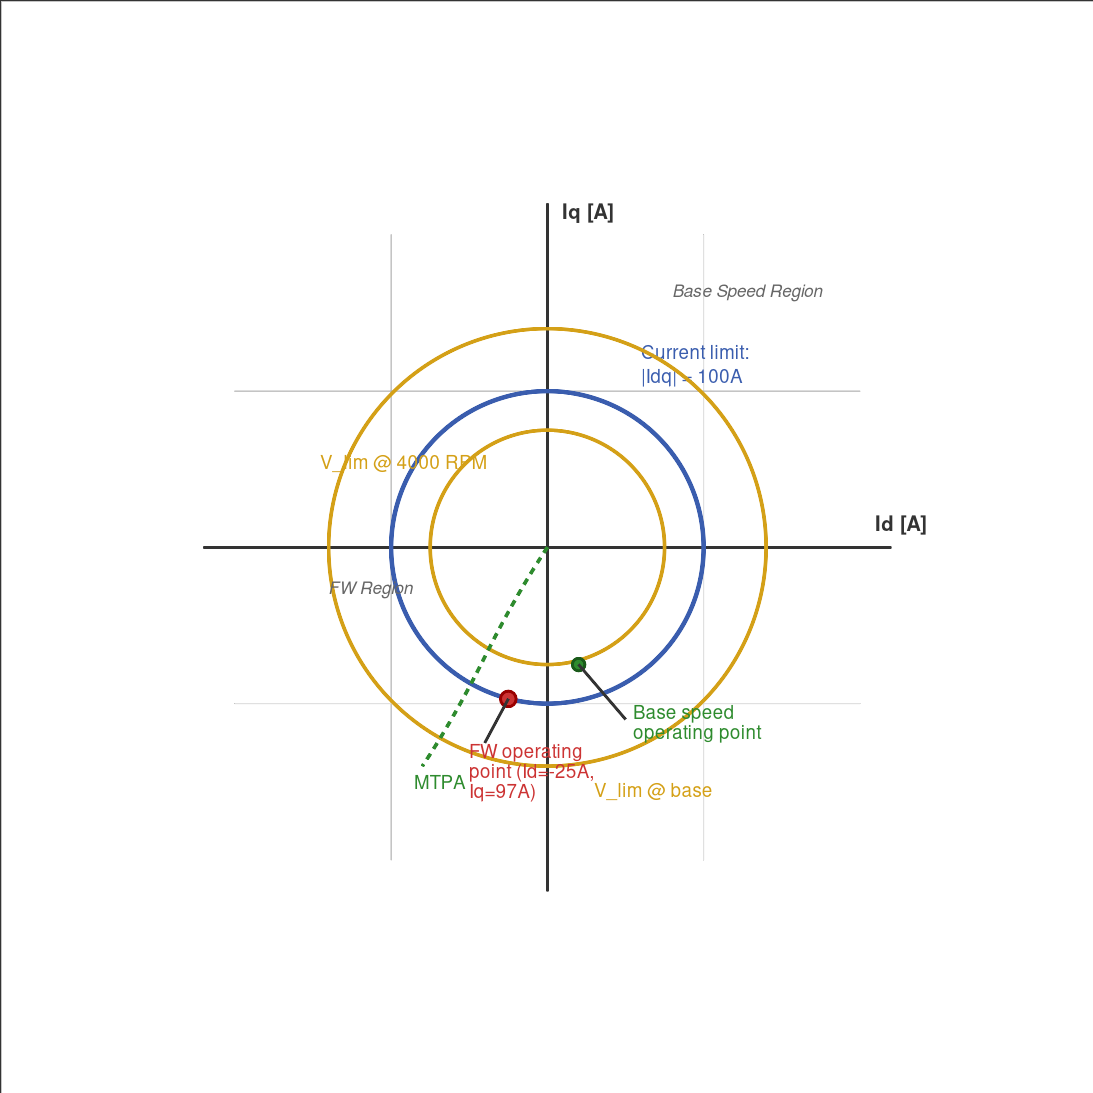 Iq [A]
Base Speed Region
Current limit:
|Idq| = 100A
V_lim @ 4000 RPM
Id [A]
FW Region
Base speed
operating point
FW operating
point (Id=-25A,
Iq=97A)
MTPA
V_lim @ base